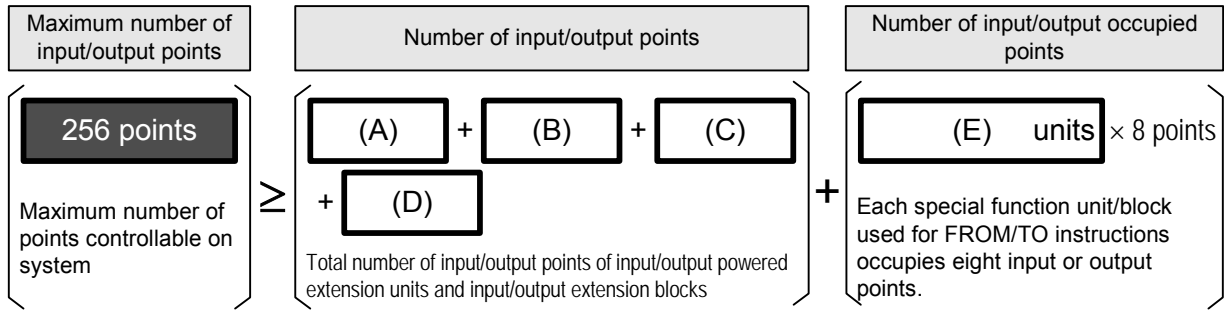 Maximum number of
input/output points
256 points
Maximum number of
points controllable on
system
≥
Number of input/output points
(A) + (B) + (C)
+ (D)
Total number of input/output points of input/output powered
extension units and input/output extension blocks
+
Number of input/output occupied
points
(E) units × 8 points
Each special function unit/block
used for FROM/TO instructions
occupies eight input or output
points.